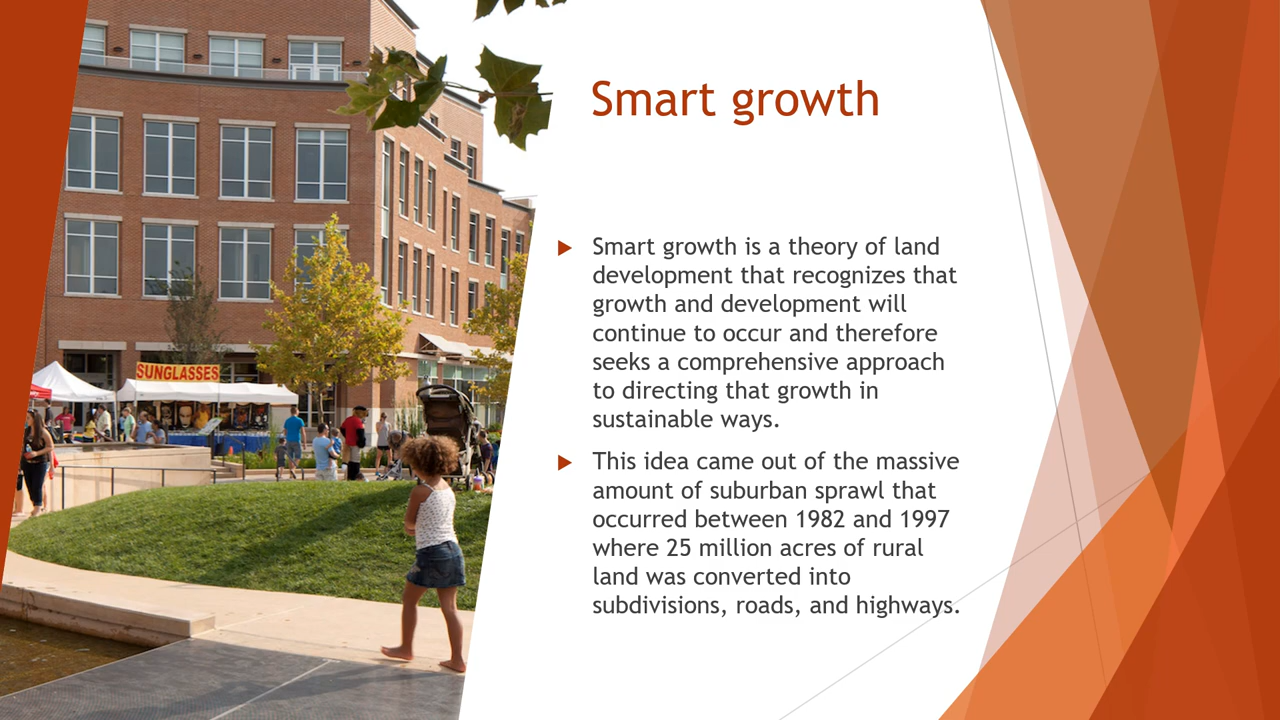 Smart growth
SUNGLASSES
Smart growth is a theory of land
development that recognizes that
growth and development will
continue to occur and therefore
seeks a comprehensive approach
to directing that growth in
sustainable ways.
This idea came out of the massive
amount of suburban sprawl that
occurred between 1982 and 1997
where 25 million acres of rural
land was converted into
subdivisions, roads, and highways.